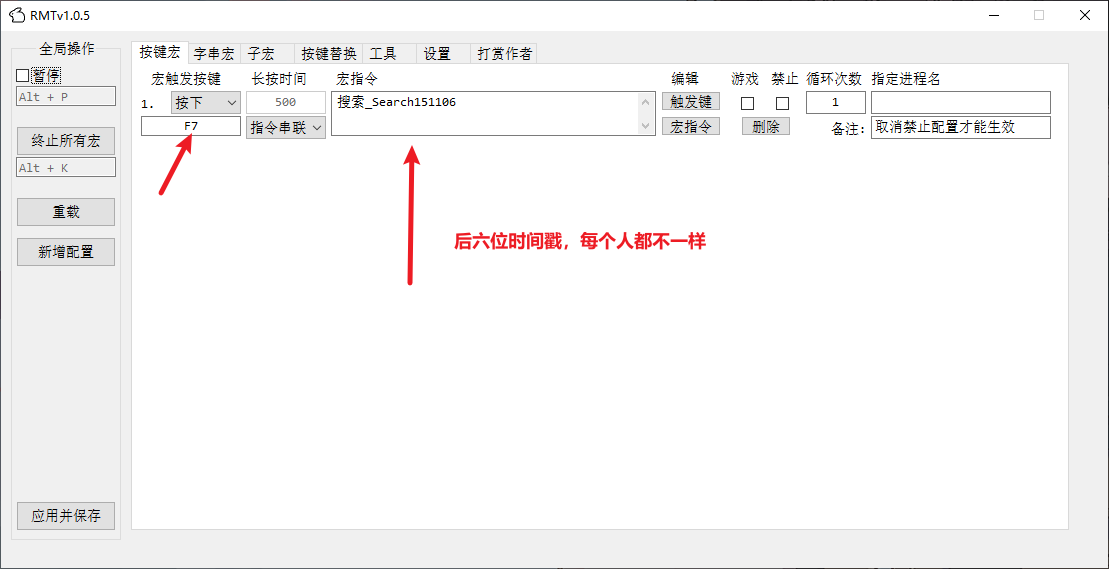 RMTv1.0.5
全局操作
暂停
Alt + P
终止所有宏
Alt + K
重载
新增配置
应用并保存
按键宏 字串宏 子宏 按键替换 工具 设置 打赏作者
宏触发按键 长按时间 宏指令 编辑 游戏 禁止 循环次数 指定进程名
1. 按下 500 搜索_Search151106 触发键 1
F7 指令串联 宏指令 删除 备注: 取消禁止配置才能生效
后六位时间戳，每个人都不一样